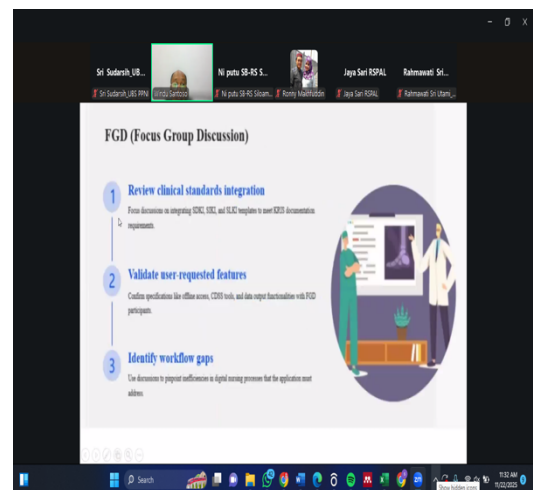 Sri Sudarsih_UB... Ni putu SB-RS S... Jaya Sari RSPAL Rahmawati Sri...
Sri Sudarsih_UBS PPNI Windu Santoso Ni putu SB-RS Siloam... Ronny Jaya Sari RSPAL Rahmawati Sri Utami_...
FGD (Focus Group Discussion)
1
Review clinical standards integration
Focus discussions on integrating SDKI, SIKI, and SLKI templates to meet KRIS documentation
requirements.
2
Validate user-requested features
Confirm specifications like offline access, CDSS tools, and data output functionalities with FGD
participants.
3
Identify workflow gaps
Use discussions to pinpoint inefficiencies in digital nursing processes that the application must
address.
Search
11:32 AM
11/22/2025
Show hidden icons